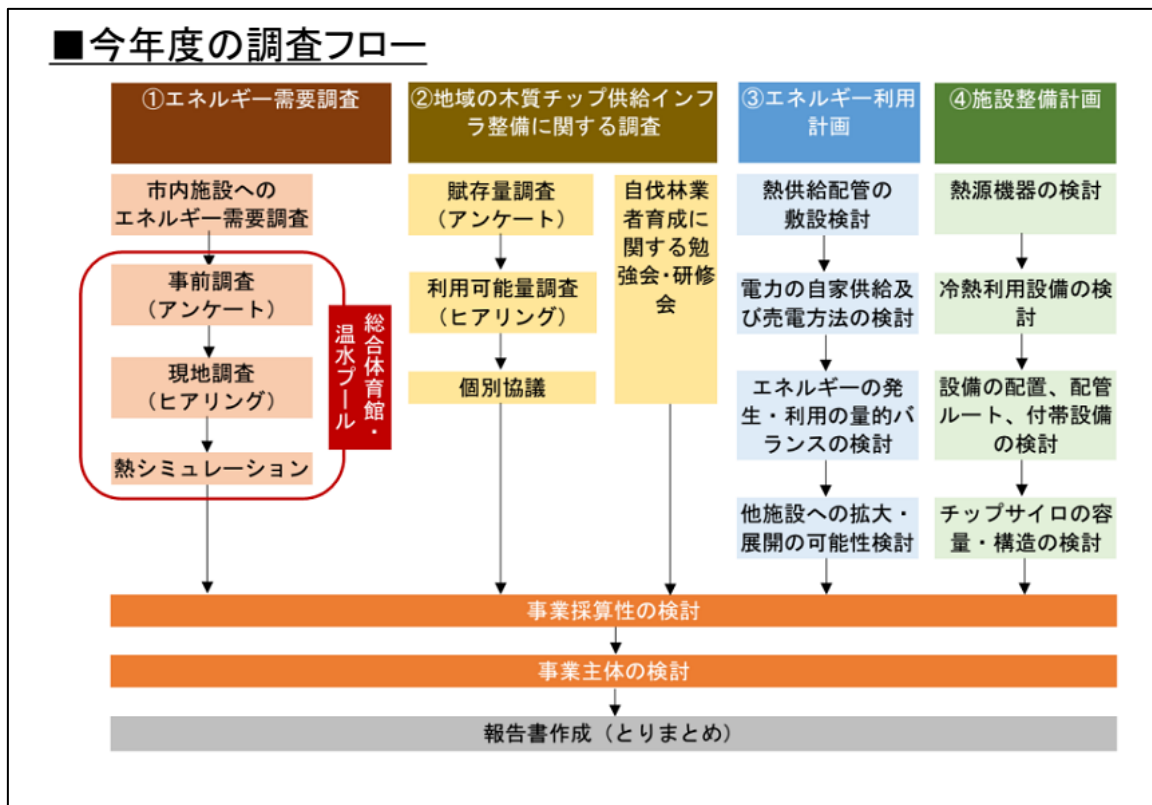 ■今年度の調査フロー
①エネルギー需要調査
②地域の木質チップ供給インフ
ラ整備に関する調査
③エネルギー利用
計画
④施設整備計画
市内施設への
エネルギー需要調査
事前調査
（アンケート）
現地調査
（ヒアリング）
熱シミュレーション
総合体育館・
温水プール
賦存量調査
（アンケート）
利用可能量調査
（ヒアリング）
個別協議
自伐林業
者育成に
関する勉
強会・研修
会
熱供給配管の
敷設検討
電力の自家供給及
び売電方法の検討
エネルギーの発
生・利用の量的バ
ランスの検討
他施設への拡大・
展開の可能性検討
熱源機器の検討
冷熱利用設備の検
討
設備の配置、配管
ルート、付帯設備
の検討
チップサイロの容
量・構造の検討
事業採算性の検討
事業主体の検討
報告書作成（とりまとめ）